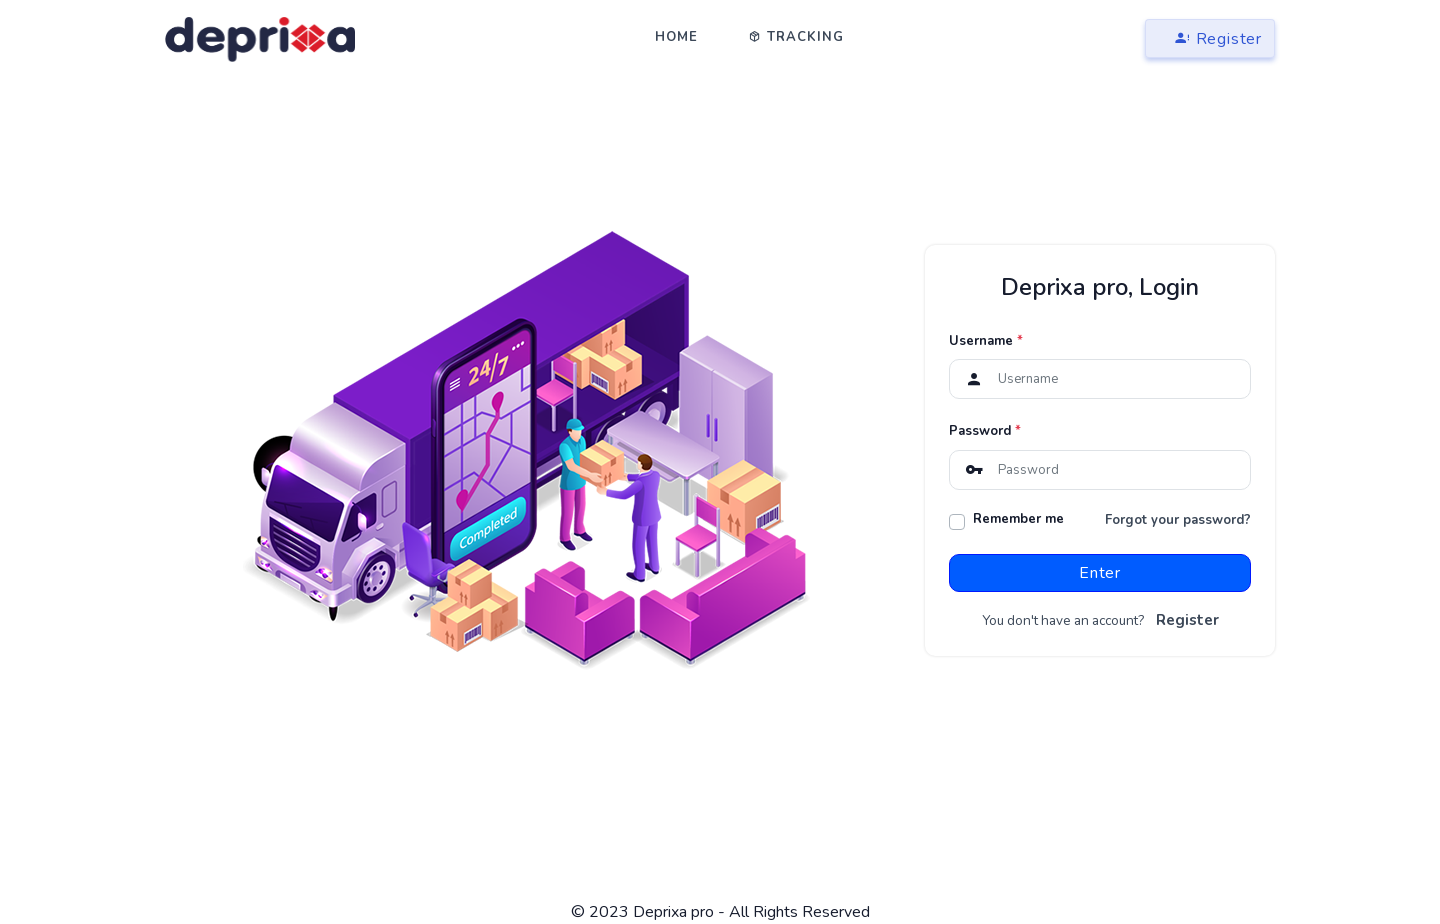 deprixa
HOME
TRACKING
Register
24/7
Completed
Deprixa pro, Login
Username *
Username
Password *
Password
Remember me
Forgot your password?
Enter
You don't have an account? Register
© 2023 Deprixa pro - All Rights Reserved